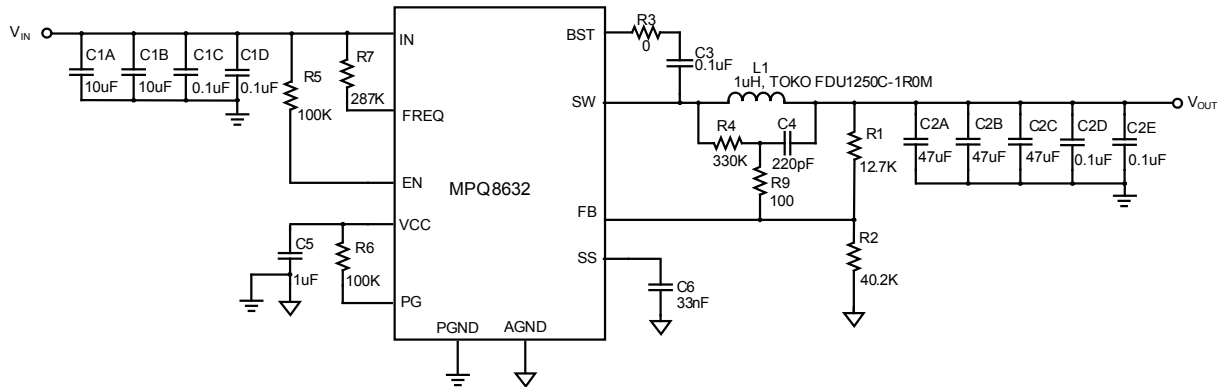 V_IN
C1A
10uF
C1B
10uF
C1C
0.1uF
C1D
0.1uF
R5
100K
R7
287K
IN
FREQ
EN
VCC
PG
C5
1uF
R6
100K
MPQ8632
PGND
AGND
BST
SW
FB
SS
R3
0
C3
0.1uF
L1
1uH, TOKO FDU1250C-1R0M
R4
330K
C4
220pF
R9
100
R1
12.7K
R2
40.2K
C6
33nF
C2A
47uF
C2B
47uF
C2C
47uF
C2D
0.1uF
C2E
0.1uF
V_OUT